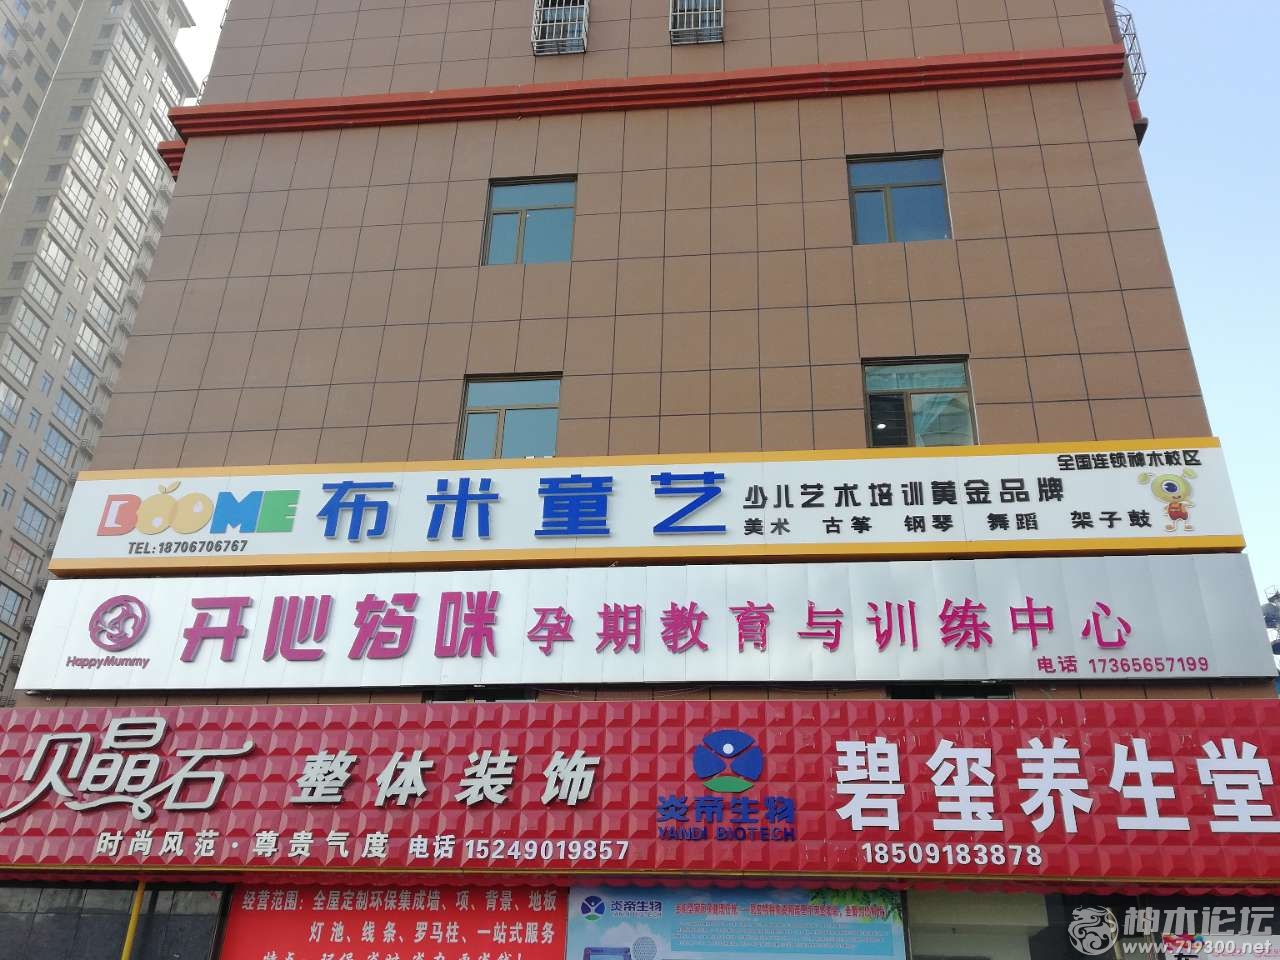 全国连锁神木校区
BOOME 布米童艺 少儿艺术培训黄金品牌
美术 古筝 钢琴 舞蹈 架子鼓
TEL:18706706767
开心妈咪 孕期教育与训练中心
HappyMummy
电话 17365657199
贝晶石 整体装饰
时尚风范·尊贵气度 电话 15249019857
炎帝生物
YANDI BIOTECH
碧玺养生堂
18509183878
经营范围：全屋定制环保集成墙、项、背景、地板
灯池、线条、罗马柱、一站式服务
炎帝生物
神木论坛
www.719300.net